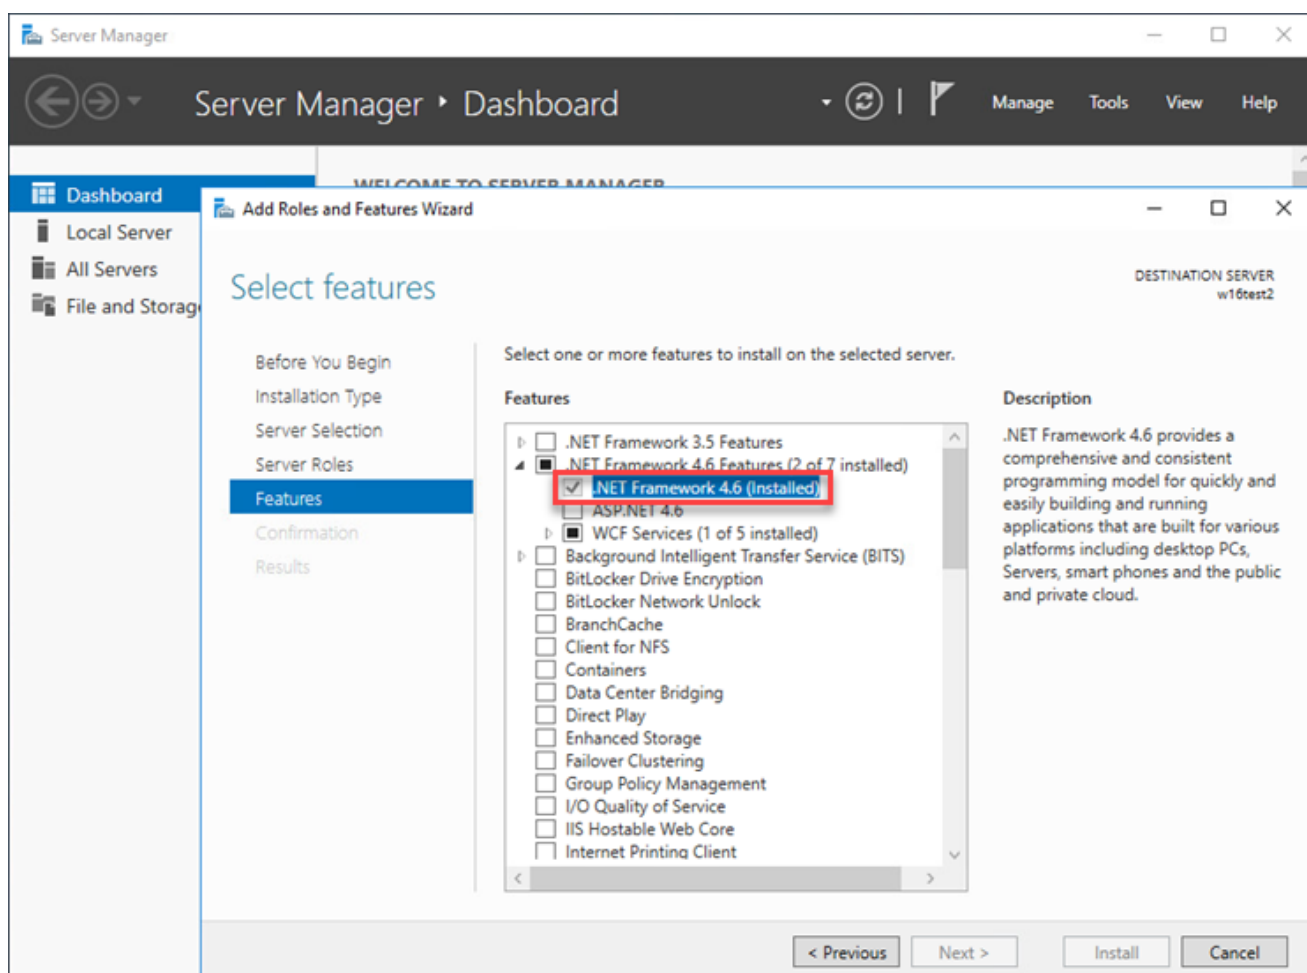 Server Manager
Server Manager • Dashboard
Manage Tools View Help
WELCOME TO SERVER MANAGER
Dashboard
Local Server
All Servers
File and Storag
Add Roles and Features Wizard
Select features
DESTINATION SERVER
w16test2
Before You Begin
Installation Type
Server Selection
Server Roles
Features
Confirmation
Results
Select one or more features to install on the selected server.
Features
.NET Framework 3.5 Features
.NET Framework 4.6 Features (2 of 7 installed)
.NET Framework 4.6 (Installed)
ASP.NET 4.6
WCF Services (1 of 5 installed)
Background Intelligent Transfer Service (BITS)
BitLocker Drive Encryption
BitLocker Network Unlock
BranchCache
Client for NFS
Containers
Data Center Bridging
Direct Play
Enhanced Storage
Failover Clustering
Group Policy Management
I/O Quality of Service
IIS Hostable Web Core
Internet Printing Client
Description
.NET Framework 4.6 provides a
comprehensive and consistent
programming model for quickly and
easily building and running
applications that are built for various
platforms including desktop PCs,
Servers, smart phones and the public
and private cloud.
< Previous
Next >
Install
Cancel